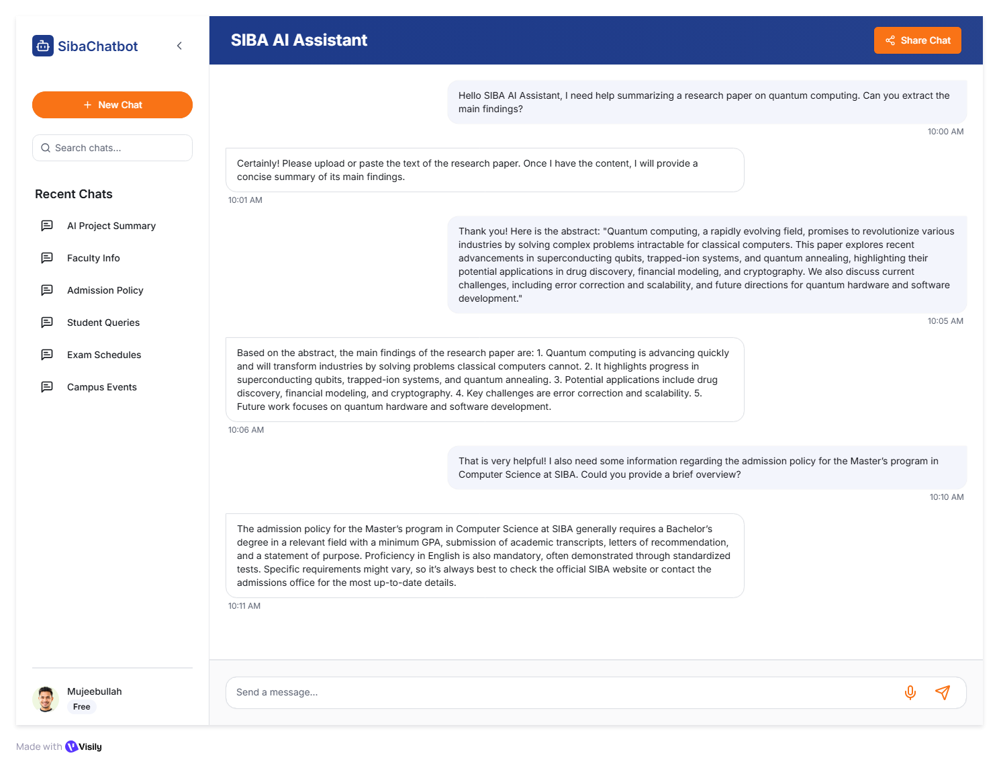 SibaChatbot
New Chat
Search chats...
Recent Chats
AI Project Summary
Faculty Info
Admission Policy
Student Queries
Exam Schedules
Campus Events
Mujeebullah
Free
SIBA AI Assistant
Share Chat
Hello SIBA AI Assistant, I need help summarizing a research paper on quantum computing. Can you extract the
main findings?
10:00 AM
Certainly! Please upload or paste the text of the research paper. Once I have the content, I will provide a
concise summary of its main findings.
10:01 AM
Thank you! Here is the abstract: "Quantum computing, a rapidly evolving field, promises to revolutionize various
industries by solving complex problems intractable for classical computers. This paper explores recent
advancements in superconducting qubits, trapped-ion systems, and quantum annealing, highlighting their
potential applications in drug discovery, financial modeling, and cryptography. We also discuss current
challenges, including error correction and scalability, and future directions for quantum hardware and software
development."
10:05 AM
Based on the abstract, the main findings of the research paper are: 1. Quantum computing is advancing quickly
and will transform industries by solving problems classical computers cannot. 2. It highlights progress in
superconducting qubits, trapped-ion systems, and quantum annealing. 3. Potential applications include drug
discovery, financial modeling, and cryptography. 4. Key challenges are error correction and scalability. 5.
Future work focuses on quantum hardware and software development.
10:06 AM
That is very helpful! I also need some information regarding the admission policy for the Master’s program in
Computer Science at SIBA. Could you provide a brief overview?
10:10 AM
The admission policy for the Master’s program in Computer Science at SIBA generally requires a Bachelor’s
degree in a relevant field with a minimum GPA, submission of academic transcripts, letters of recommendation,
and a statement of purpose. Proficiency in English is also mandatory, often demonstrated through standardized
tests. Specific requirements might vary, so it’s always best to check the official SIBA website or contact the
admissions office for the most up-to-date details.
10:11 AM
Send a message...
Made with Visily